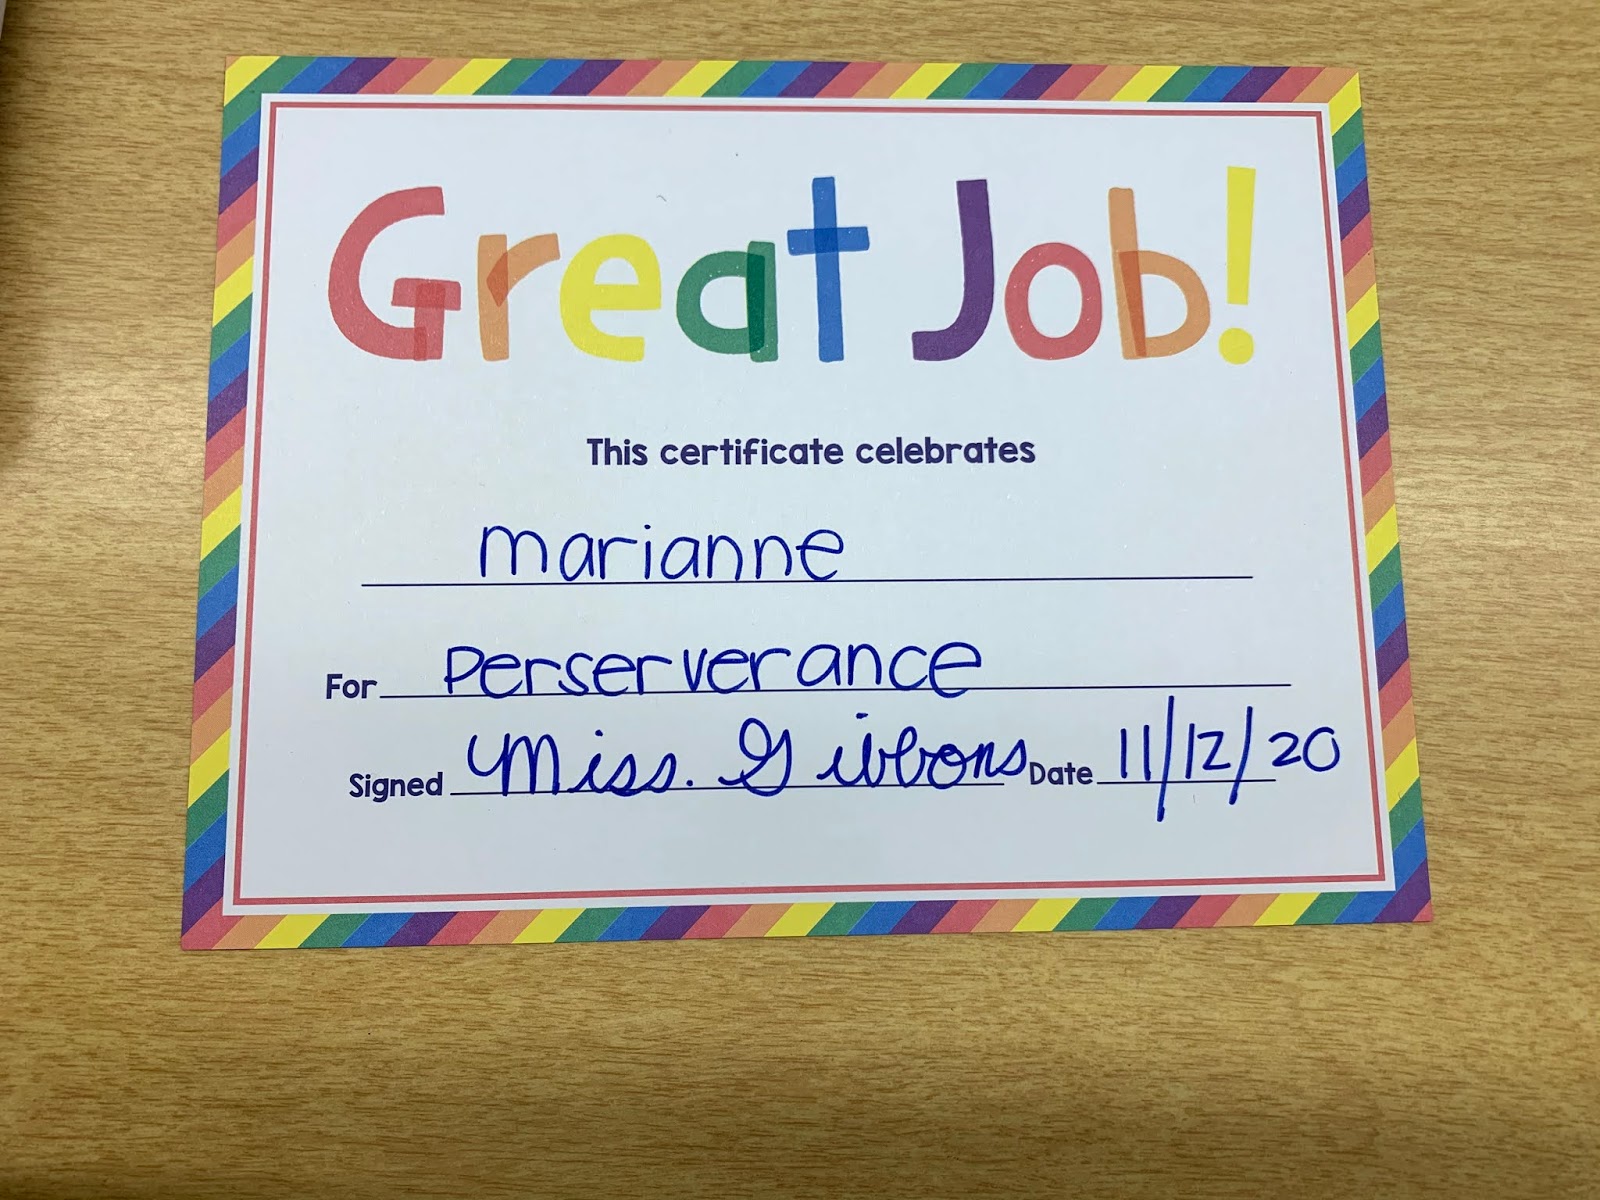 Great Job!
This certificate celebrates
marianne
For perserverance
Signed Miss. Gibbons Date 11/12/20